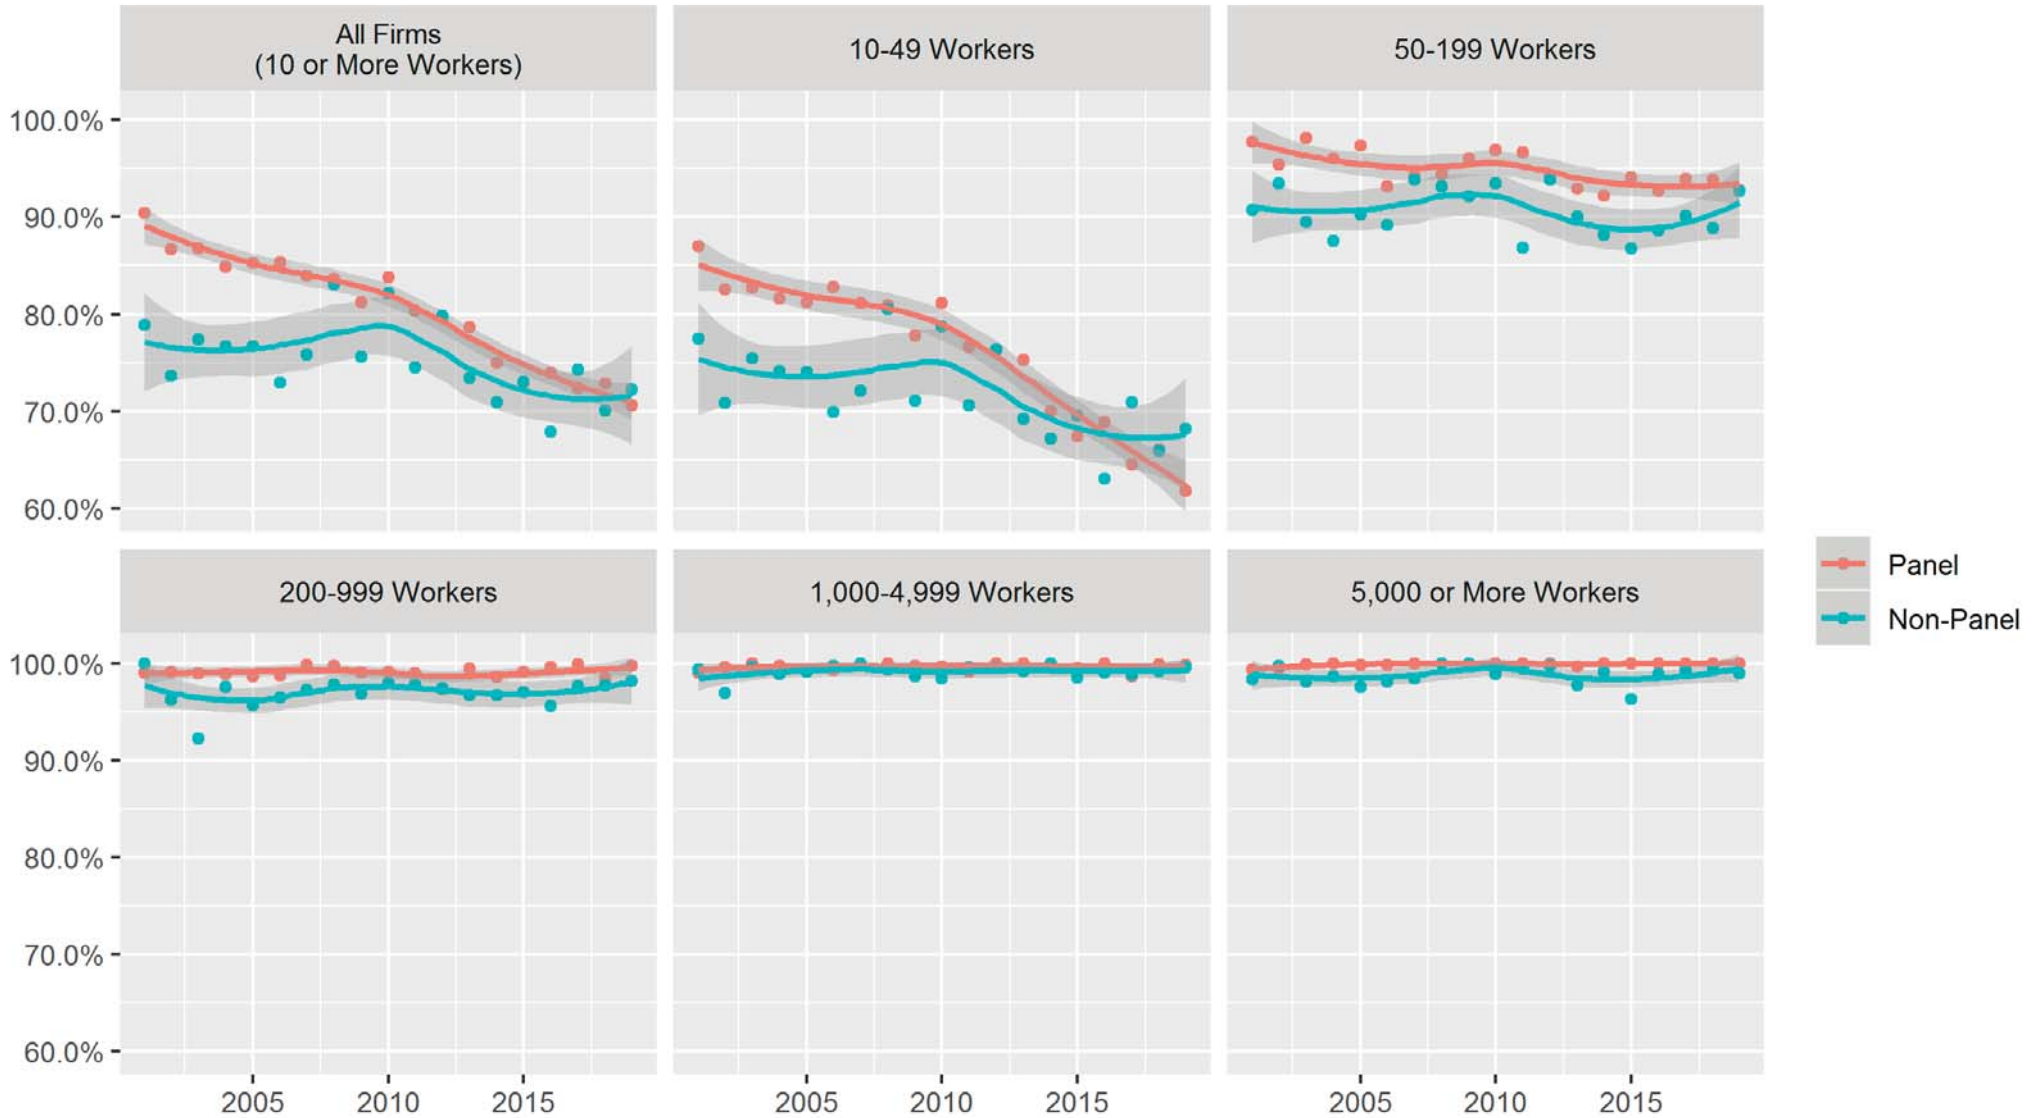 All Firms
(10 or More Workers)
10-49 Workers
50-199 Workers
100.0%
90.0%
80.0%
70.0%
60.0%
200-999 Workers
1,000-4,999 Workers
5,000 or More Workers
100.0%
90.0%
80.0%
70.0%
60.0%
2005 2010 2015
2005 2010 2015
2005 2010 2015
Panel
Non-Panel